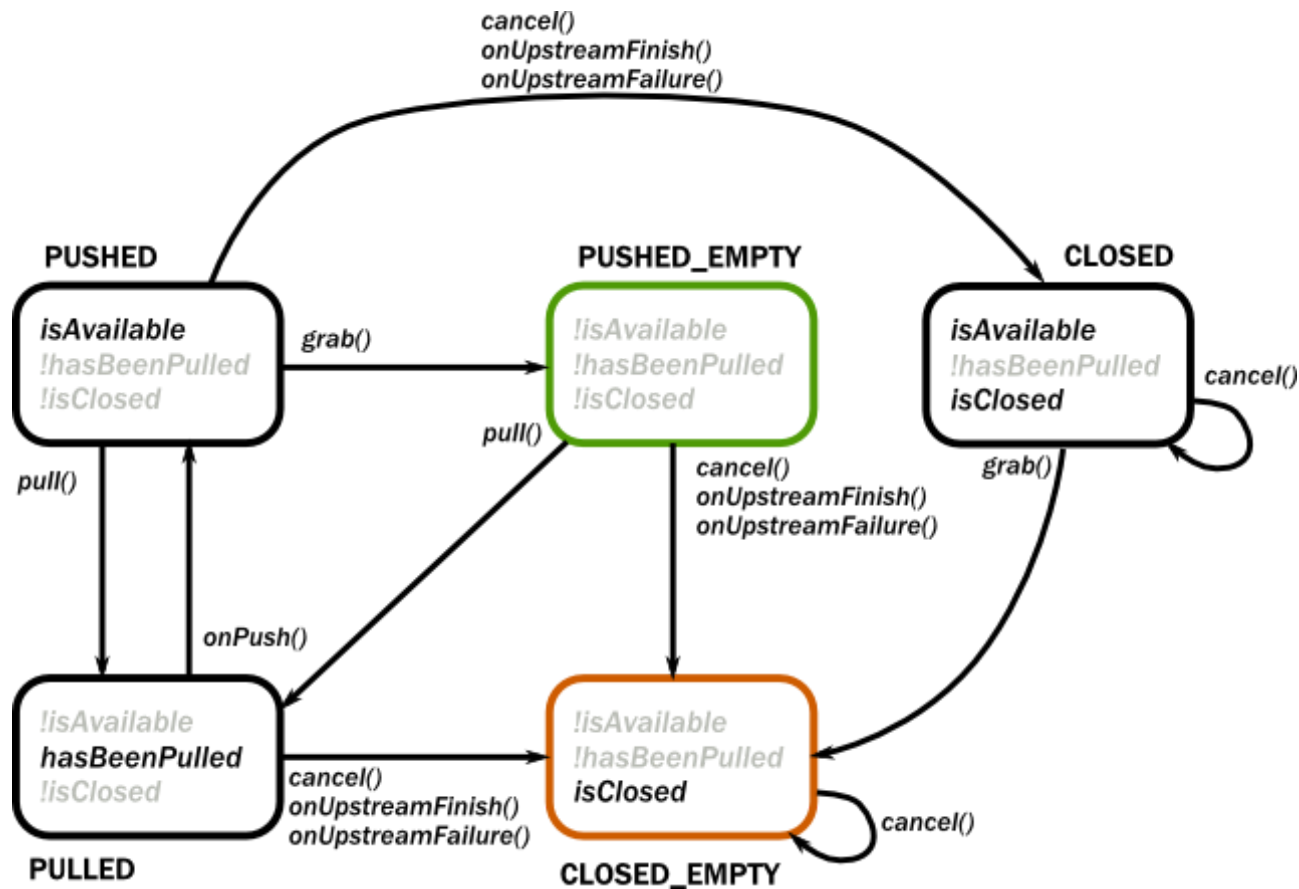 cancel()
onUpstreamFinish()
onUpstreamFailure()
PUSHED
PUSHED_EMPTY
CLOSED
isAvailable
!hasBeenPulled
!isClosed
grab()
!isAvailable
!hasBeenPulled
!isClosed
isAvailable
!hasBeenPulled
isClosed
cancel()
pull()
pull()
cancel()
onUpstreamFinish()
onUpstreamFailure()
grab()
onPush()
!isAvailable
hasBeenPulled
!isClosed
cancel()
onUpstreamFinish()
onUpstreamFailure()
!isAvailable
!hasBeenPulled
isClosed
cancel()
PULLED
CLOSED_EMPTY